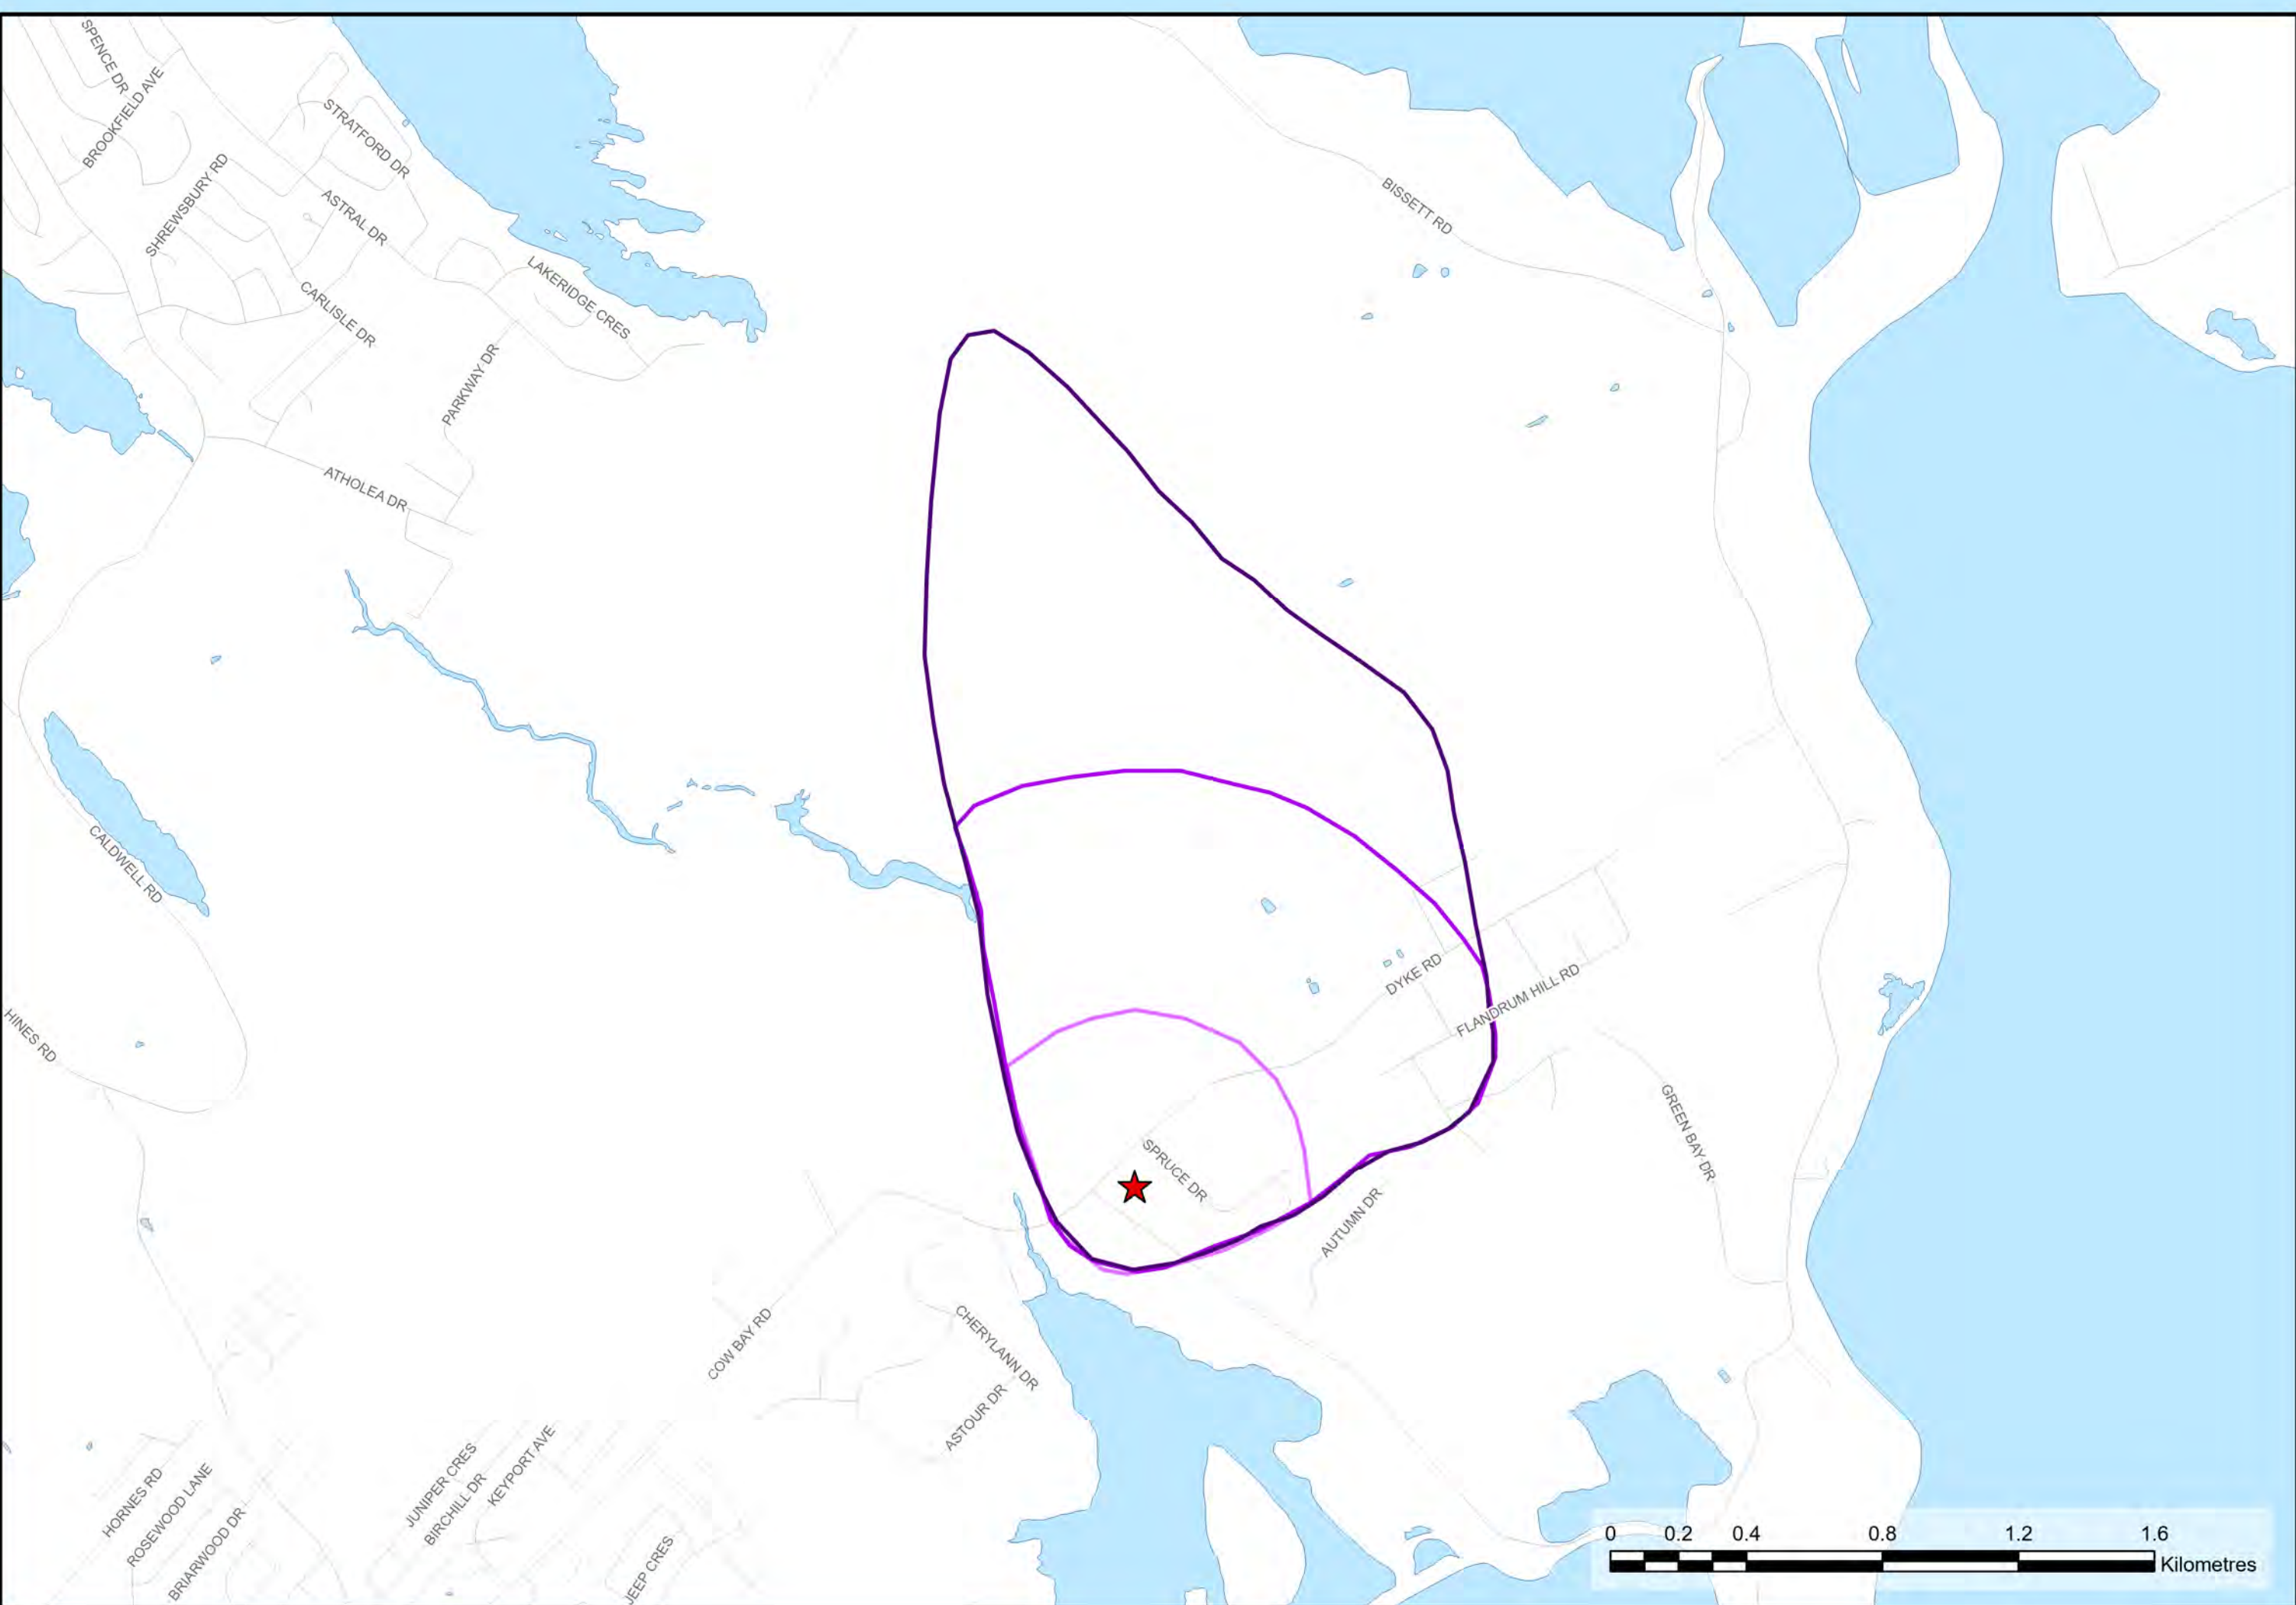 SPENCE DR
BROOKFIELD AVE
STRATFORD DR
SHREWSBURY RD
ASTRAL DR
BISSETT RD
LAKERIDGE CRES
CARLISLE DR
PARKWAY DR
ATHOLEA DR
CALDWELL RD
DYKE RD
FLANDRUM HILL RD
HINES RD
GREEN BAY DR
SPRUCE DR
AUTUMN DR
COW BAY RD
CHERYLANN DR
ASTOUR DR
JUNIPER CRES
KEYPORT AVE
BIRCHILL DR
HORNES RD
ROSEWOOD LANE
BRIARWOOD DR
JEEP CRES
0 0.2 0.4 0.8 1.2 1.6
Kilometres